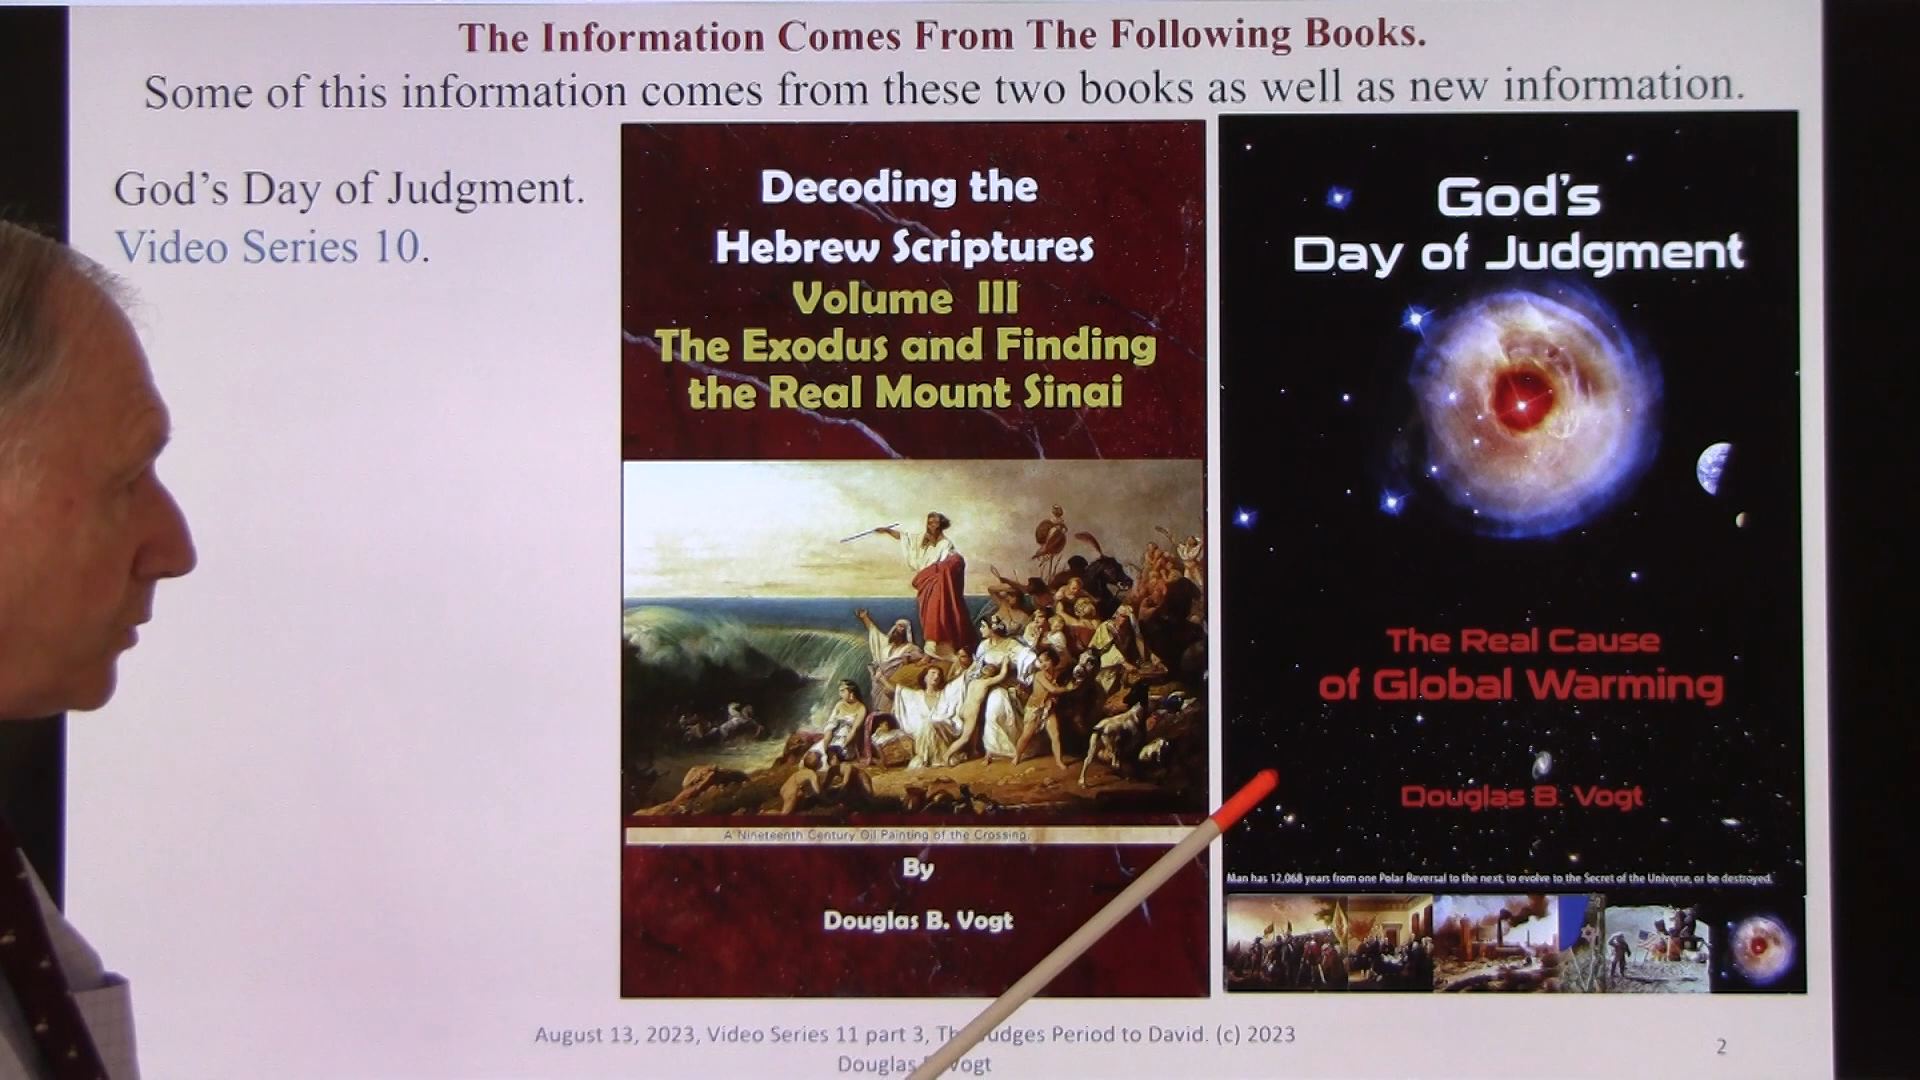 The Information Comes From The Following Books.
Some of this information comes from these two books as well as new information.
God's Day of Judgment.
Video Series 10.
Decoding the
Hebrew Scriptures
Volume III
The Exodus and Finding
the Real Mount Sinai
A Nineteenth Century Oil Painting of the Crossing.
By
Douglas B. Vogt
God's
Day of Judgment
The Real Cause
of Global Warming
Douglas B. Vogt
Man has 12,068 years from one Polar Reversal to the next, to evolve to the Secret of the Universe, or be destroyed.
August 13, 2023, Video Series 11 part 3, Judges Period to David. (c) 2023
Douglas Vogt
2